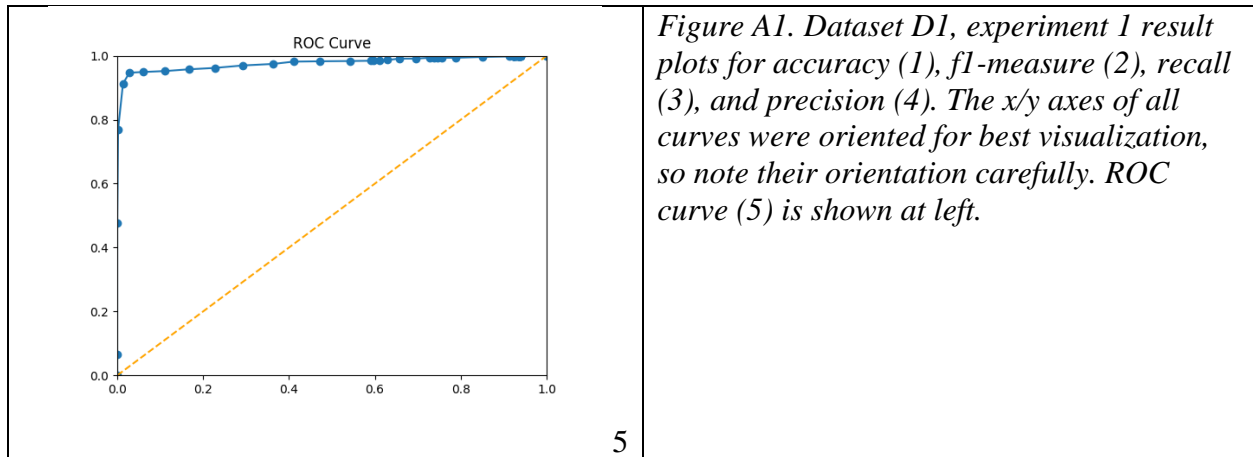 ROC Curve
1.0
0.8
0.6
0.4
0.2
0.0
0.0 0.2 0.4 0.6 0.8 1.0
5
Figure A1. Dataset D1, experiment 1 result
plots for accuracy (1), f1-measure (2), recall
(3), and precision (4). The x/y axes of all
curves were oriented for best visualization,
so note their orientation carefully. ROC
curve (5) is shown at left.